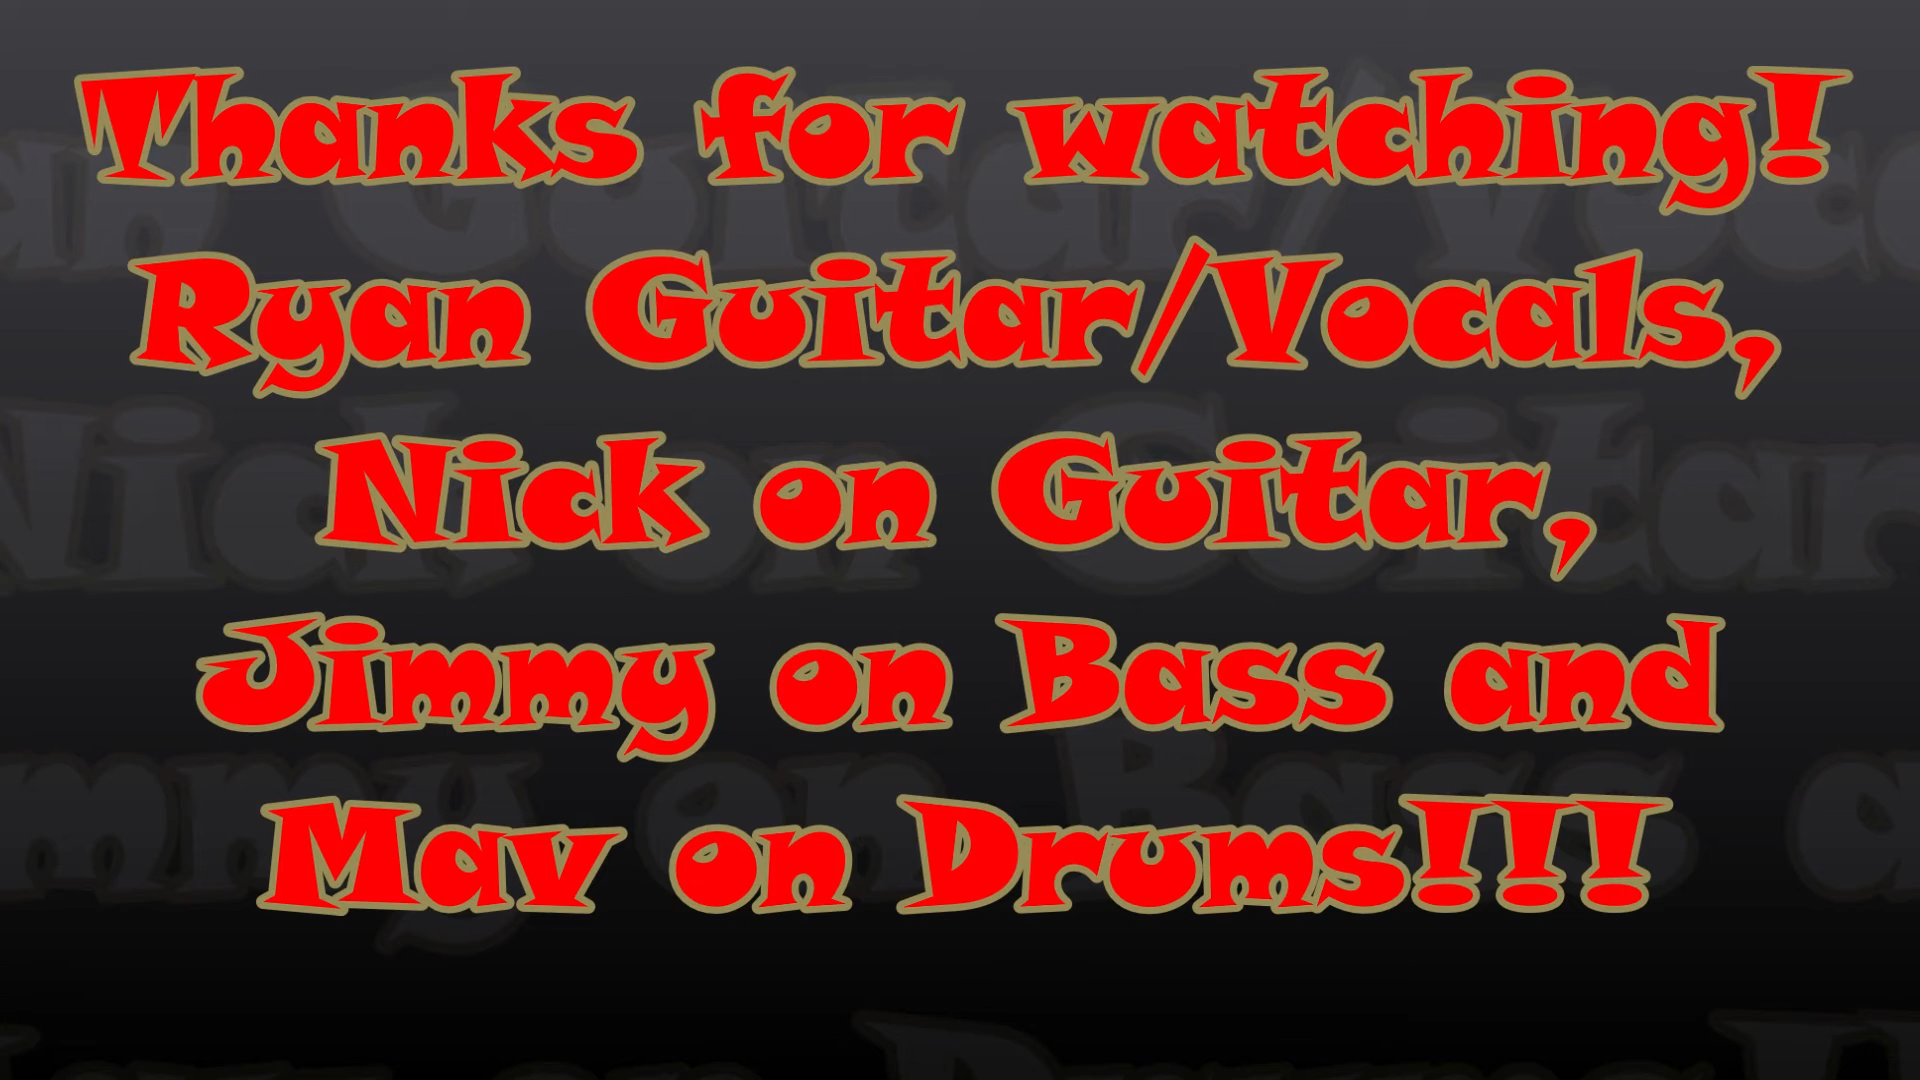 Thanks for watching!
Ryan Guitar/Vocals,
Nick on Guitar,
Jimmy on Bass and
Mav on Drums!!!